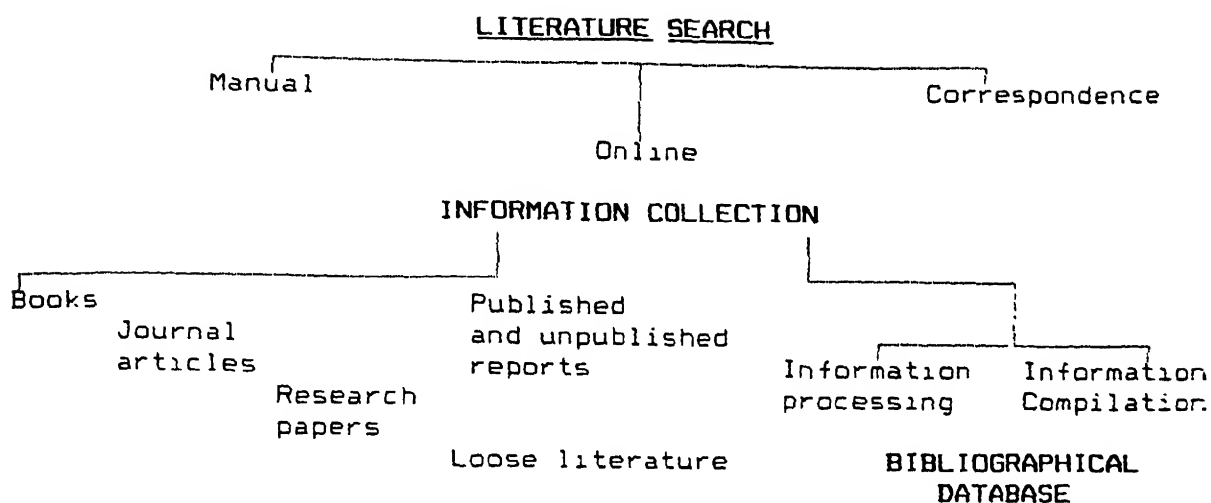 LITERATURE SEARCH
Manual
Correspondence
Online
INFORMATION COLLECTION
Books
Journal
articles
Research
papers
Published
and unpublished
reports
Loose literature
Information
processing
Information
Compilation
BIBLIOGRAPHICAL
DATABASE